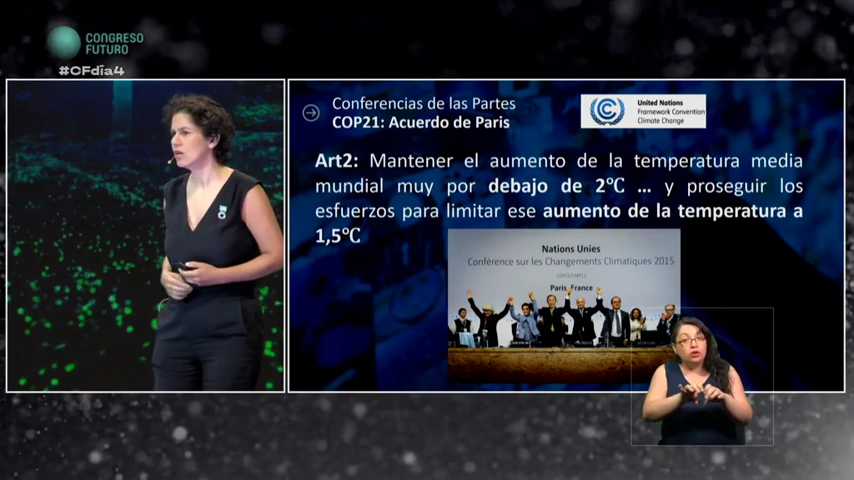 CONGRESO
FUTURO
#CFdía4
Conferencias de las Partes
COP21: Acuerdo de Paris
United Nations
Framework Convention
Climate Change
Art2: Mantener el aumento de la temperatura media
mundial muy por debajo de 2℃ ... y proseguir los
esfuerzos para limitar ese aumento de la temperatura a
1,5℃
Nations Unies
Conférence sur les Changements Climatiques 2015
Paris, France